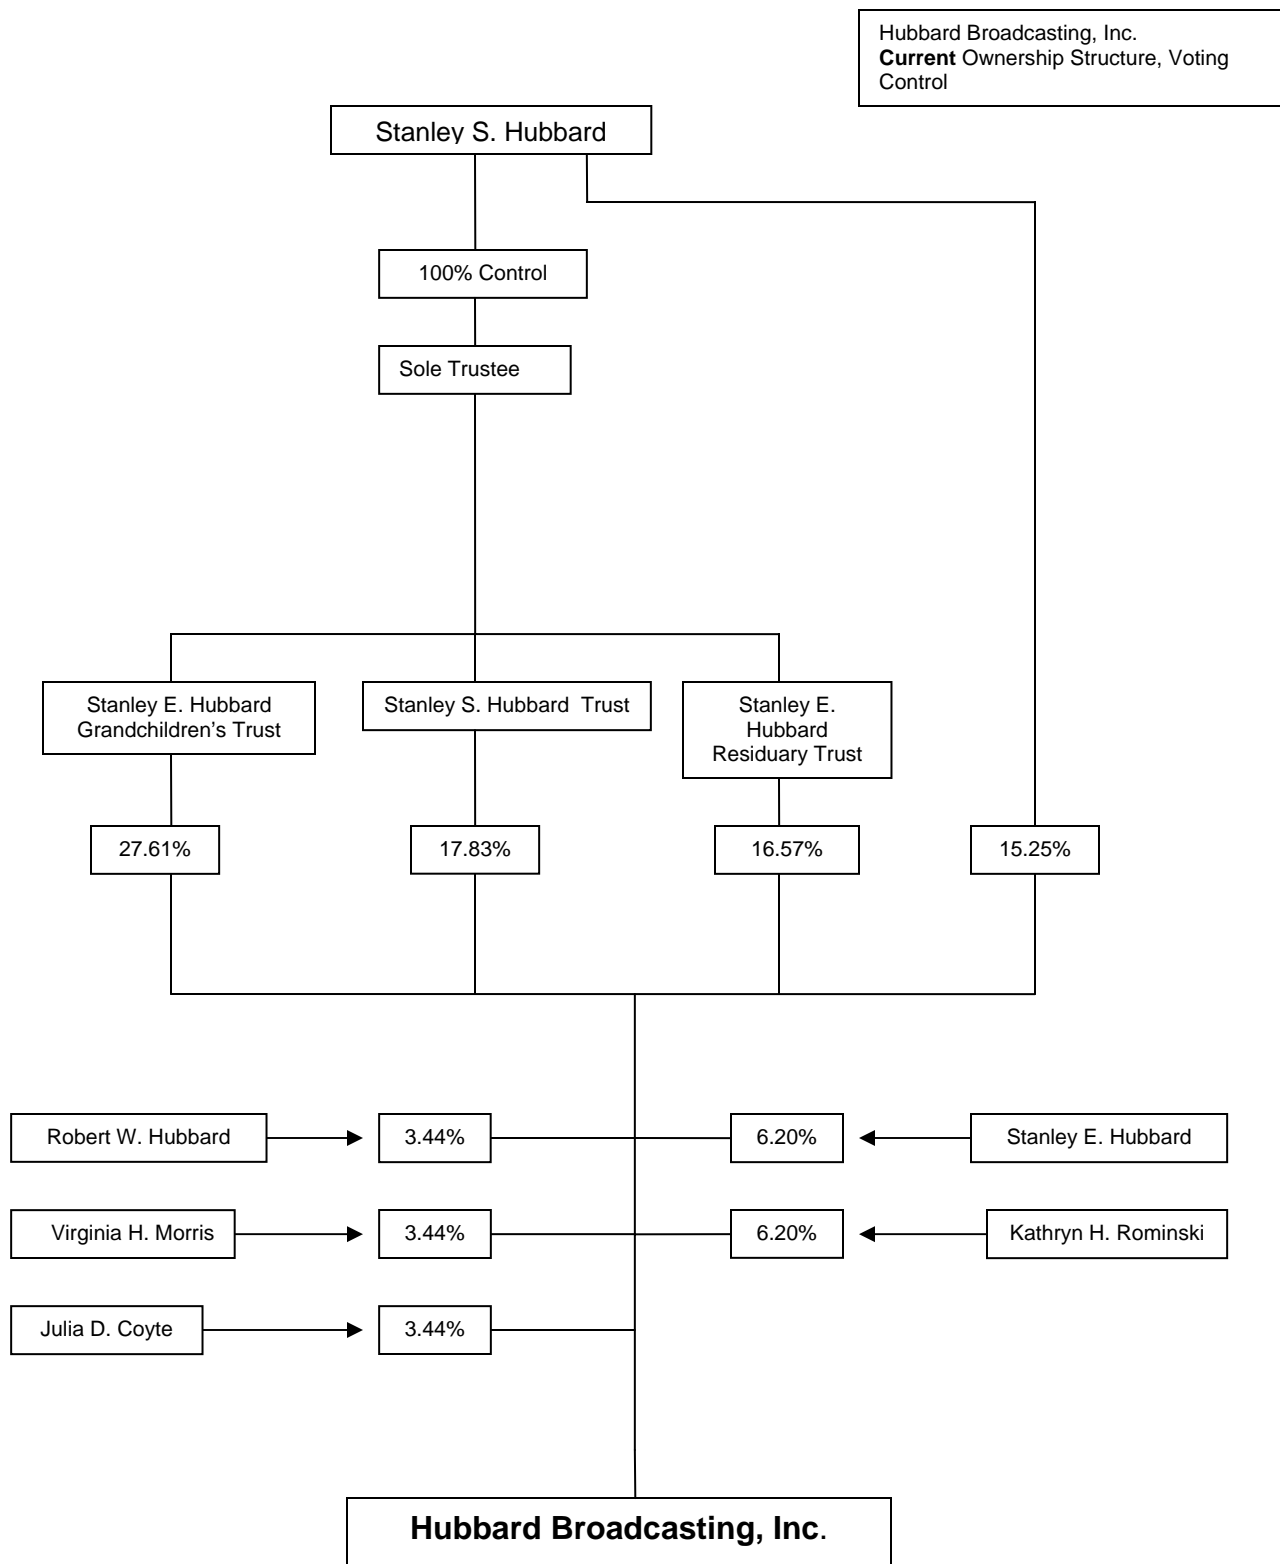 Hubbard Broadcasting, Inc.
Current Ownership Structure, Voting
Control
Stanley S. Hubbard
100% Control
Sole Trustee
Stanley E. Hubbard
Grandchildren's Trust
Stanley S. Hubbard  Trust
Stanley E.
Hubbard
Residuary Trust
27.61%
17.83%
16.57%
15.25%
Robert W. Hubbard
3.44%
6.20%
Stanley E. Hubbard
Virginia H. Morris
3.44%
6.20%
Kathryn H. Rominski
Julia D. Coyte
3.44%
Hubbard Broadcasting, Inc.